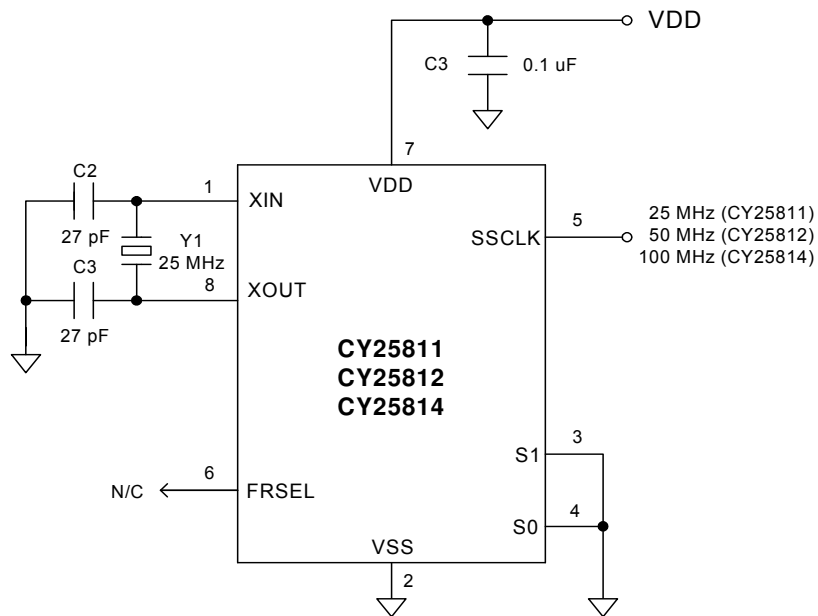 VDD
C3 0.1 uF
7
VDD
C2
27 pF
1
XIN
Y1
25 MHz
C3
27 pF
8
XOUT
5
SSCLK
25 MHz (CY25811)
50 MHz (CY25812)
100 MHz (CY25814)
CY25811
CY25812
CY25814
3
S1
4
S0
6
N/C
FRSEL
VSS
2